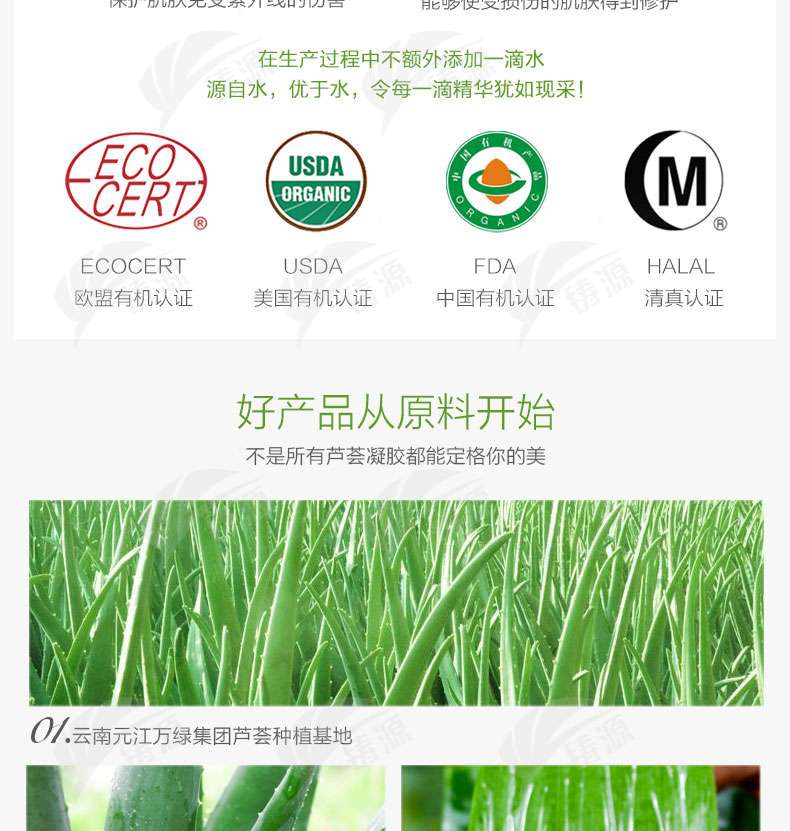 保护肌肤免受紫外线的伤害
能够使受损伤的肌肤得到修护
在生产过程中不额外添加一滴水
源自水，优于水，令每一滴精华犹如现采！
ECO
CERT
®
USDA
ORGANIC
中国有机产品
ORGANIC
M
®
ECOCERT
欧盟有机认证
USDA
美国有机认证
FDA
中国有机认证
HALAL
清真认证
好产品从原料开始
不是所有芦荟凝胶都能定格你的美
01.云南元江万绿集团芦荟种植基地
铸源